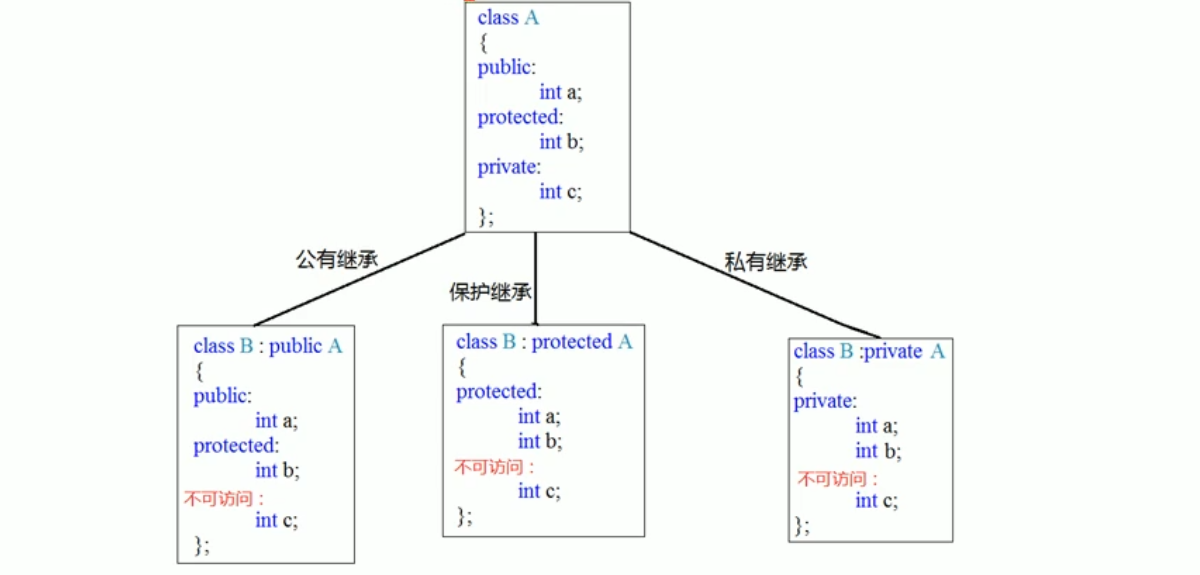 class A
{
public:
int a;
protected:
int b;
private:
int c;
};
公有继承
保护继承
私有继承
class B : public A
{
public:
int a;
protected:
int b;
不可访问：
int c;
};
class B : protected A
{
protected:
int a;
int b;
不可访问：
int c;
};
class B :private A
{
private:
int a;
int b;
不可访问：
int c;
};